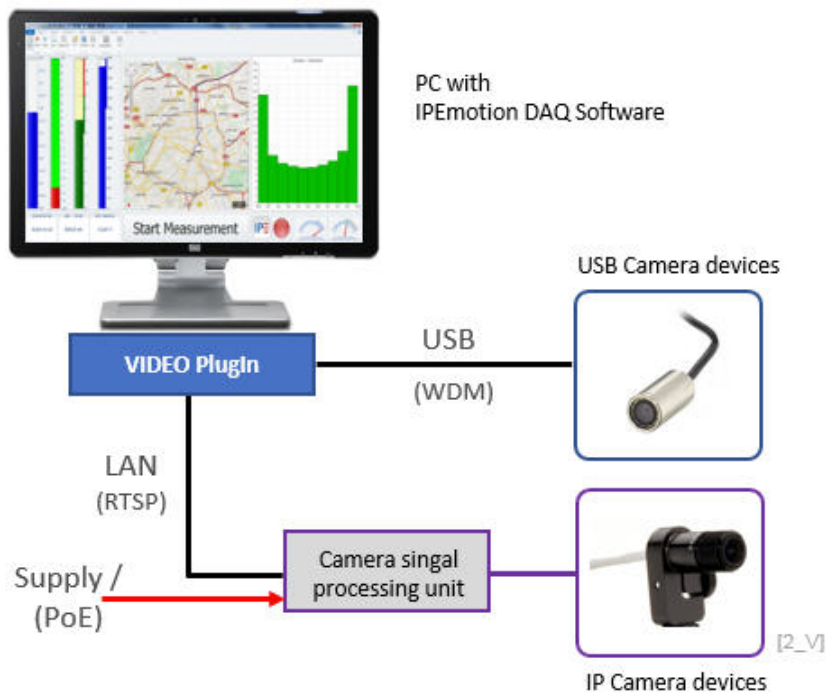 PC with
IPEmotion DAQ Software
Start Measurement
IPE
USB Camera devices
VIDEO PlugIn
USB
(WDM)
LAN
(RTSP)
Camera singal
processing unit
Supply /
(PoE)
[2_V]
IP Camera devices